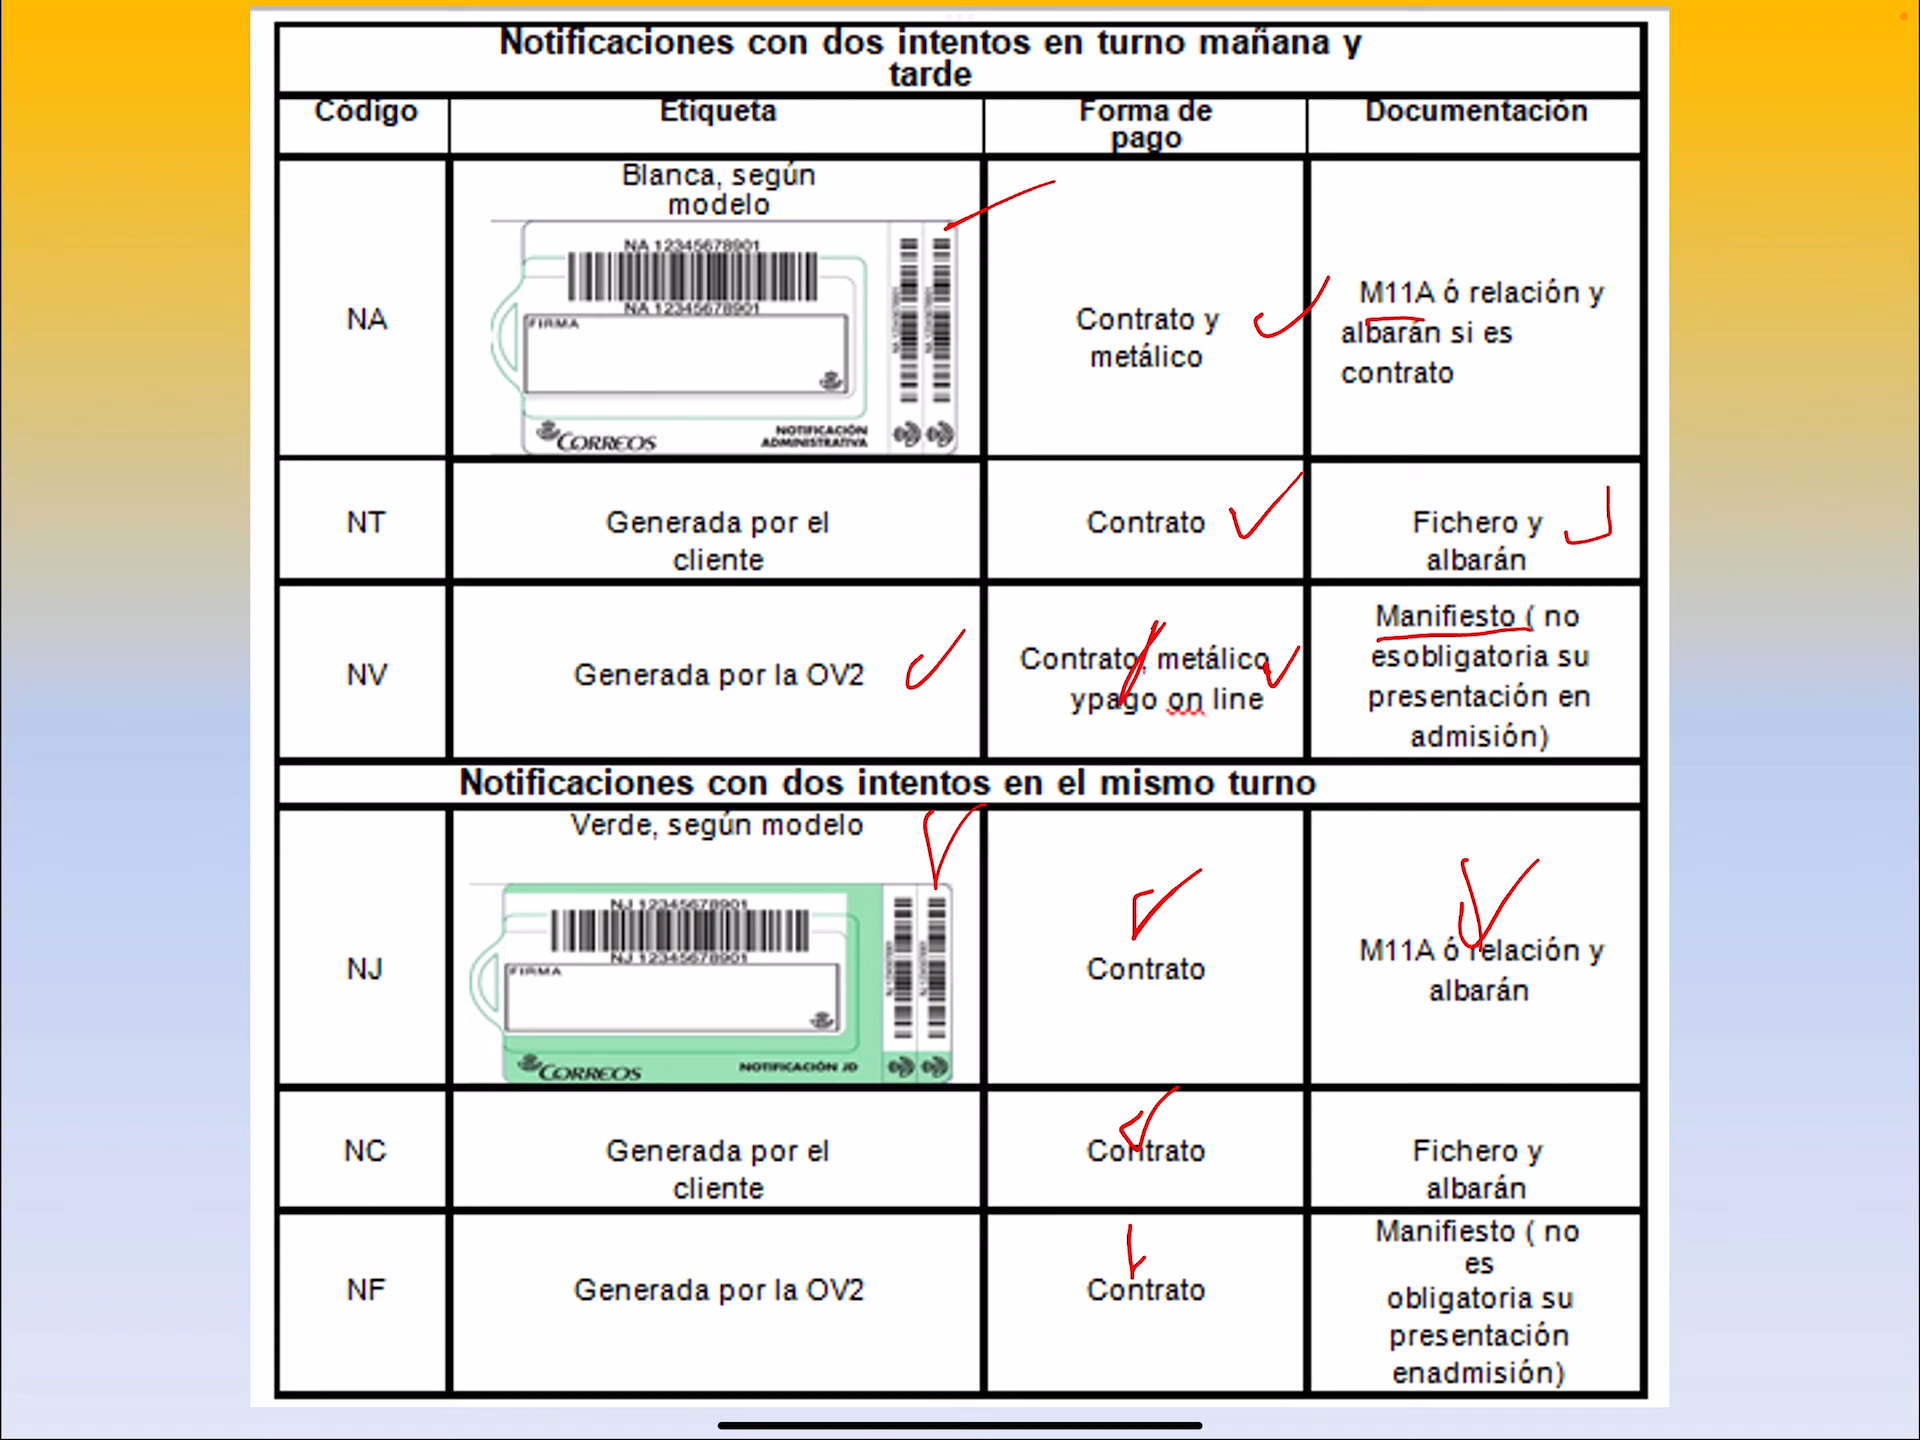 Notificaciones con dos intentos en turno mañana y
tarde
Código
Etiqueta
Forma de
pago
Documentación
NA
Blanca, según
modelo
NA 12345678901
NA 12345678901
FIRMA
CORREOS
NOTIFICACIÓN
ADMINISTRATIVA
Contrato y
metálico
M11A ó relación y
albarán si es
contrato
NT
Generada por el
cliente
Contrato
Fichero y
albarán
NV
Generada por la OV2
Contrato, metálico
ypago on line
Manifiesto ( no
esobligatoria su
presentación en
admisión)
Notificaciones con dos intentos en el mismo turno
NJ
Verde, según modelo
NJ 12345678901
NJ 12345678901
FIRMA
CORREOS
NOTIFICACIÓN JD
Contrato
M11A ó relación y
albarán
NC
Generada por el
cliente
Contrato
Fichero y
albarán
NF
Generada por la OV2
Contrato
Manifiesto ( no
es
obligatoria su
presentación
enadmisión)